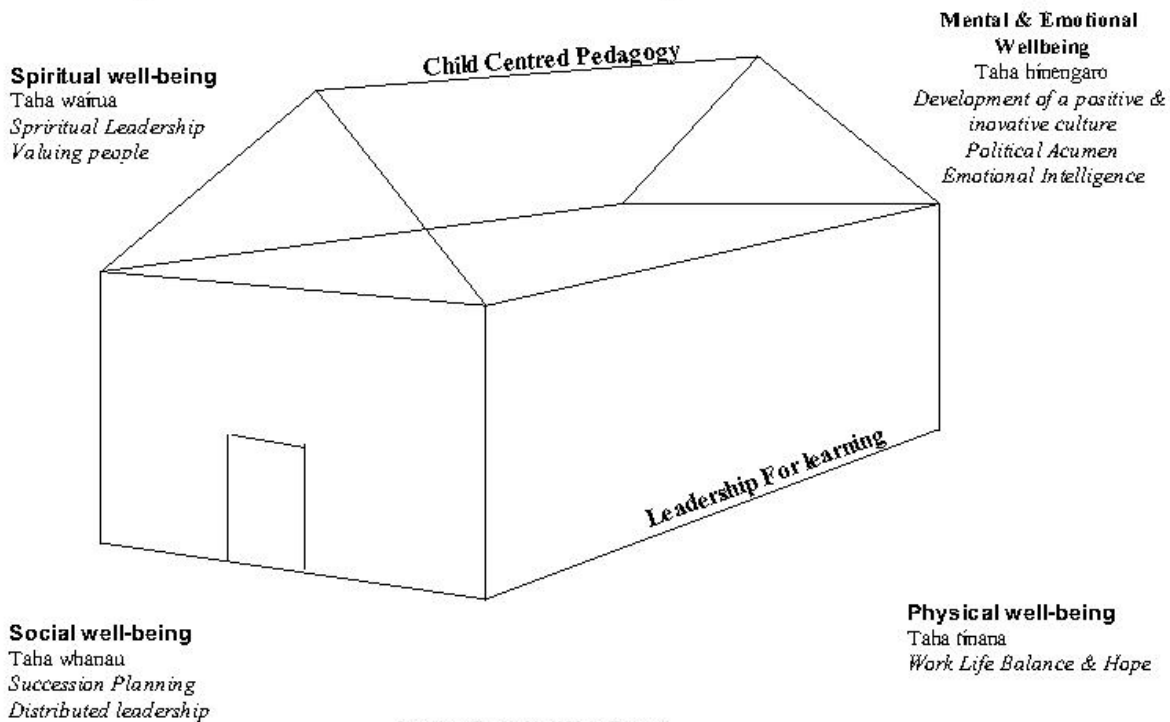 Mental & Emotional
Wellbeing
Taha hinengaro
Development of a positive &
inovative culture
Political Acumen
Emotional Intelligence
Child Centred Pedagogy
Spiritual well-being
Taha wairua
Spriritual Leadership
Valuing people
Leadership For learning
Social well-being
Taha whanau
Succession Planning
Distributed leadership
Physical well-being
Taha tinana
Work Life Balance & Hope